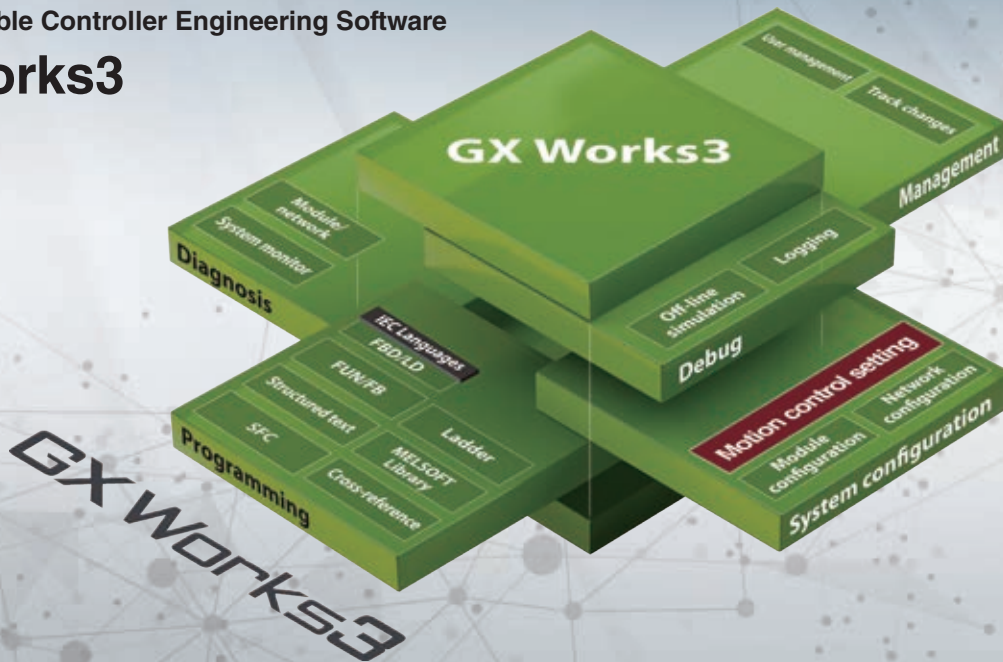 ble Controller Engineering Software
orks3
GX Works3
User management
Track changes
Management
Module/
network
System monitor
Diagnosis
Logging
Off-line
simulation
Debug
IEC Languages
FBD/LD
FUN/FB
Structured text
SFC
Ladder
MELSOFT
Library
Cross-reference
Programming
Motion control setting
Network
configuration
Module
configuration
System configuration
GX Works3